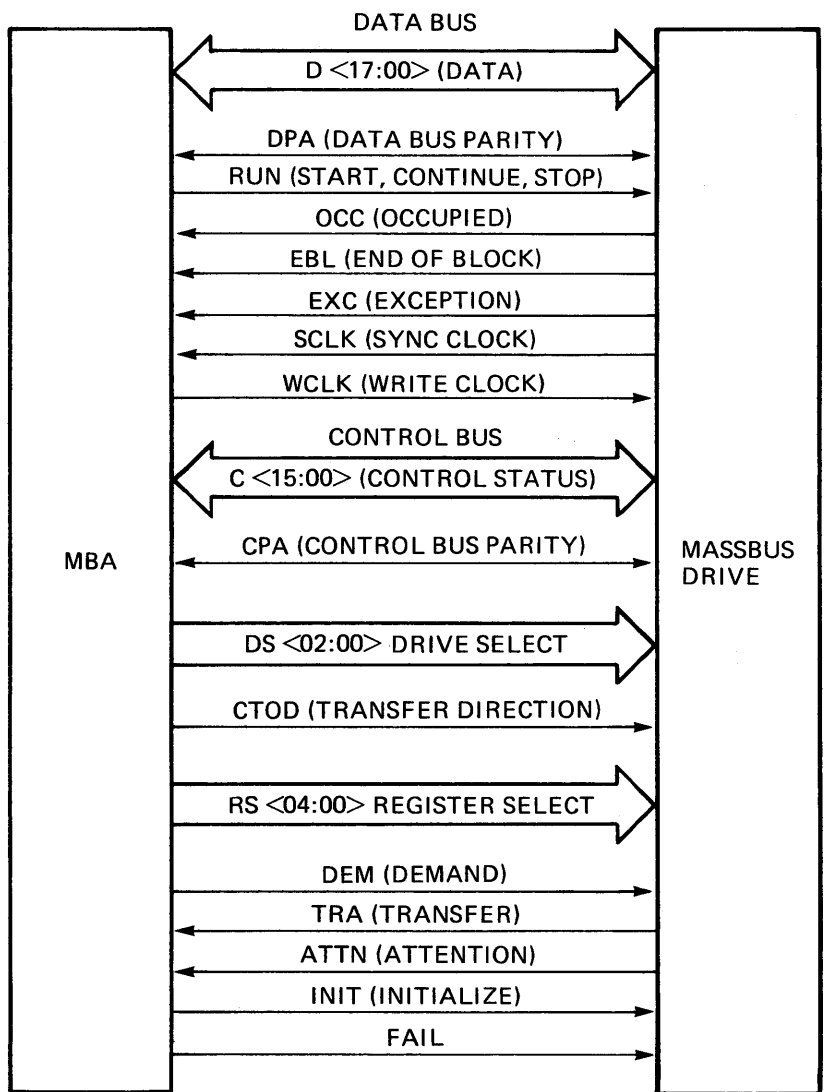 DATA BUS
D <17:00> (DATA)
DPA (DATA BUS PARITY)
RUN (START, CONTINUE, STOP)
OCC (OCCUPIED)
EBL (END OF BLOCK)
EXC (EXCEPTION)
SCLK (SYNC CLOCK)
WCLK (WRITE CLOCK)
CONTROL BUS
C <15:00> (CONTROL STATUS)
CPA (CONTROL BUS PARITY)
MBA
MASSBUS
DRIVE
DS <02:00> DRIVE SELECT
CTOD (TRANSFER DIRECTION)
RS <04:00> REGISTER SELECT
DEM (DEMAND)
TRA (TRANSFER)
ATTN (ATTENTION)
INIT (INITIALIZE)
FAIL